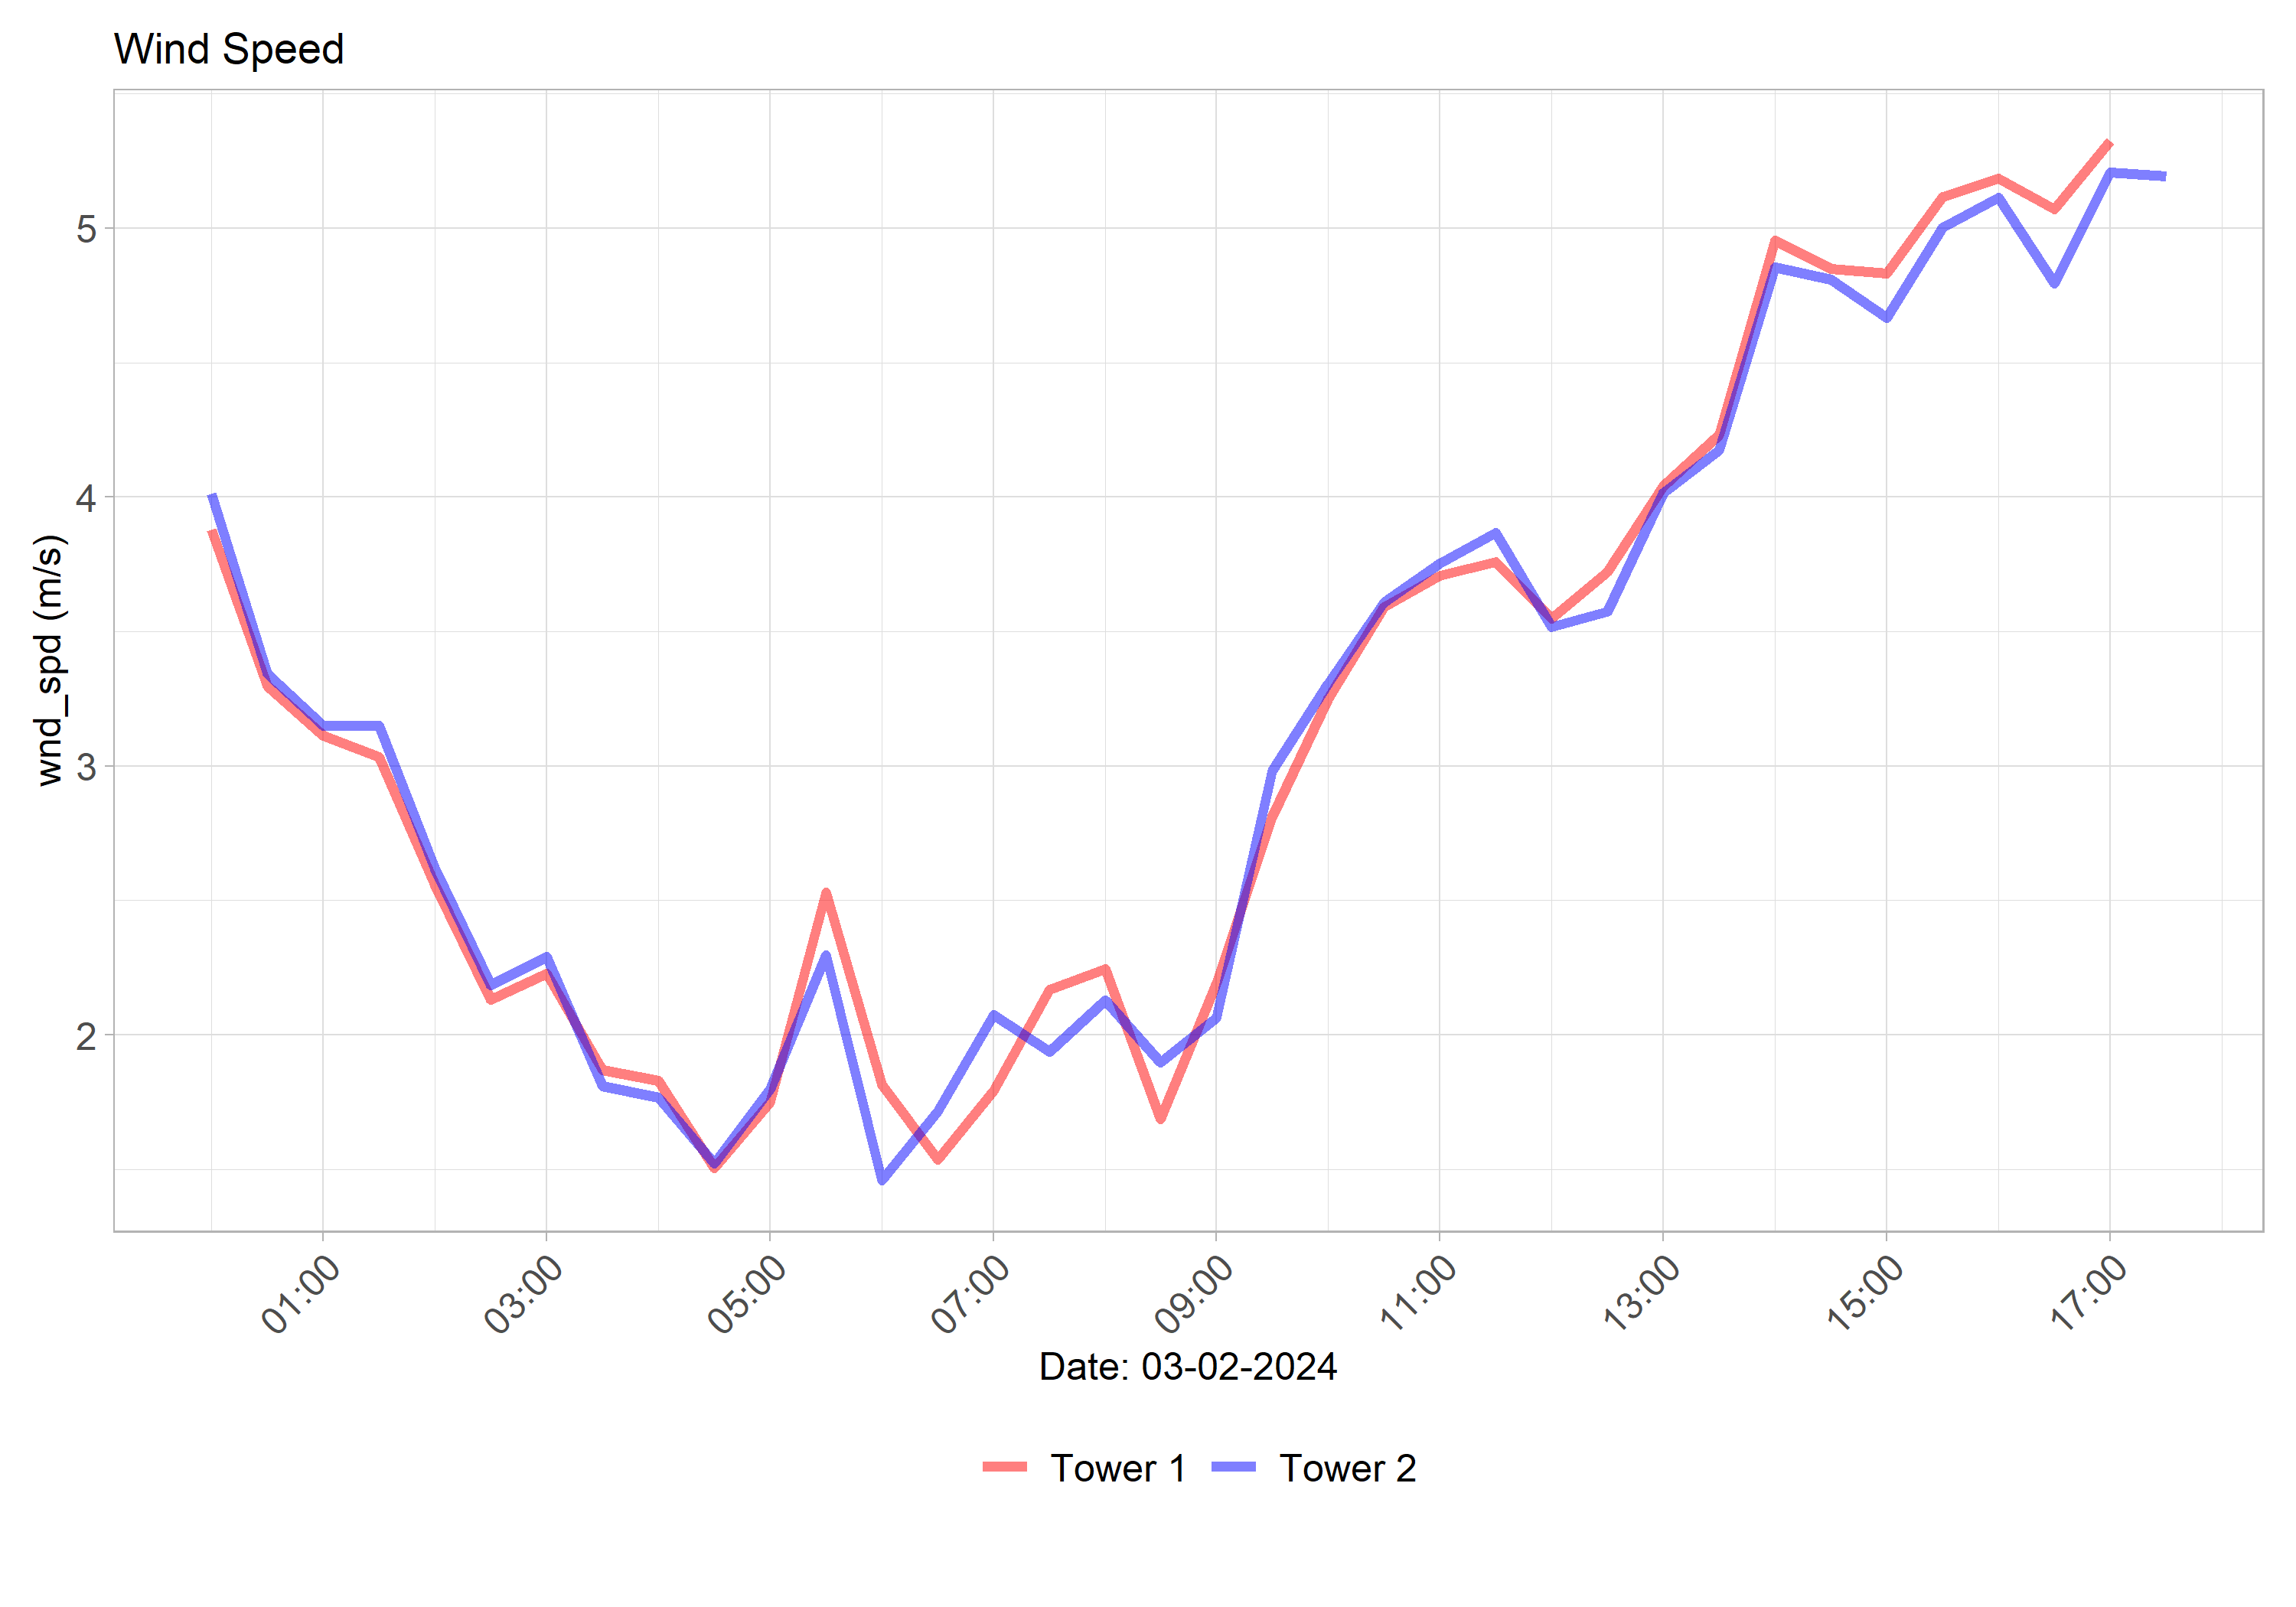 Wind Speed
wnd_spd (m/s)
5
4
3
2
01:00 03:00 05:00 07:00 09:00 11:00 13:00 15:00 17:00
Date: 03-02-2024
Tower 1 Tower 2